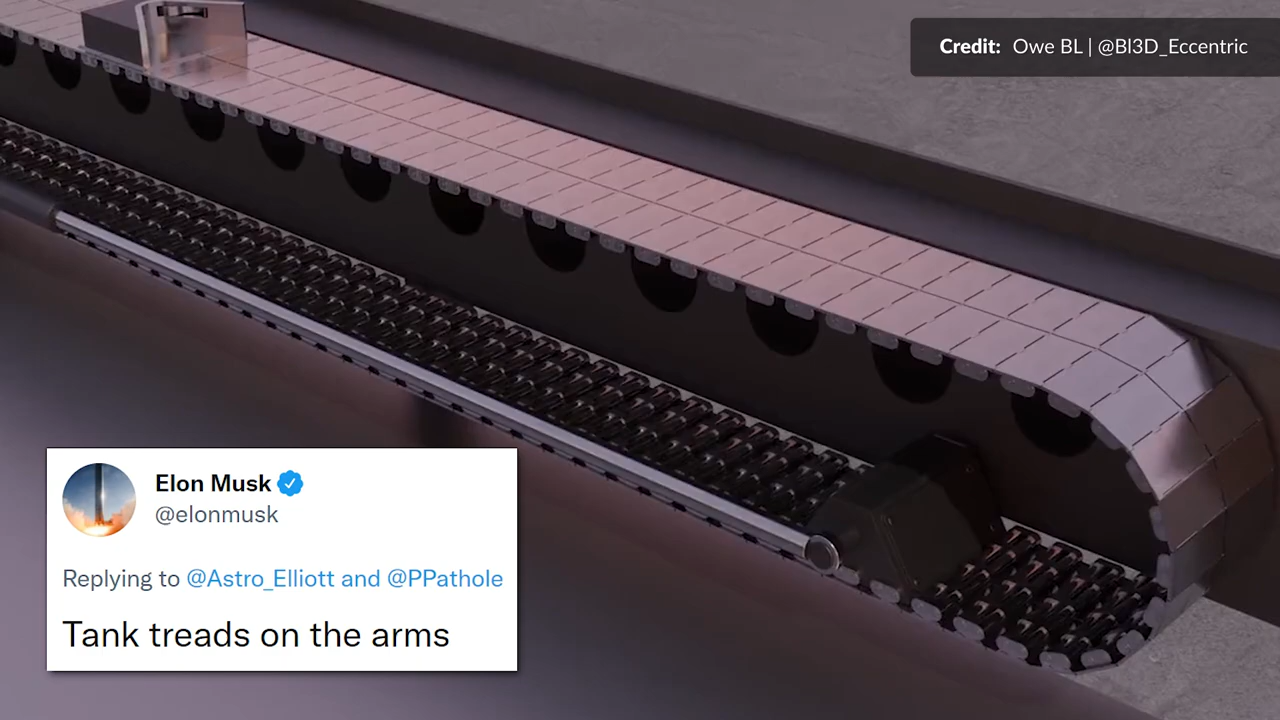 Credit: Owe BL | @Bl3D_Eccentric
Elon Musk
@elonmusk
Replying to @Astro_Elliott and @PPathole
Tank treads on the arms